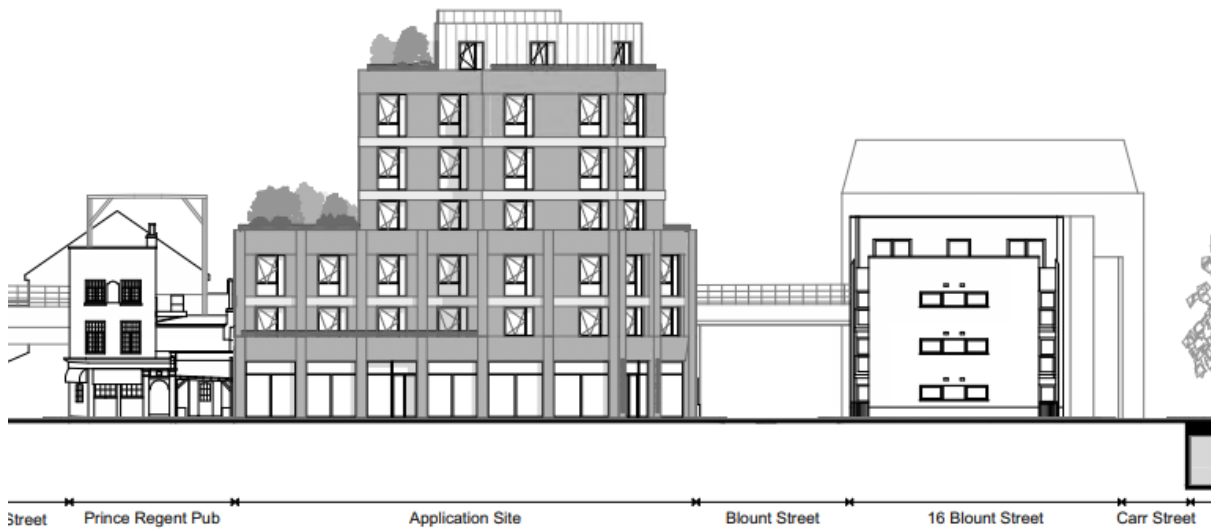 Street
Prince Regent Pub
Application Site
Blount Street
16 Blount Street
Carr Street